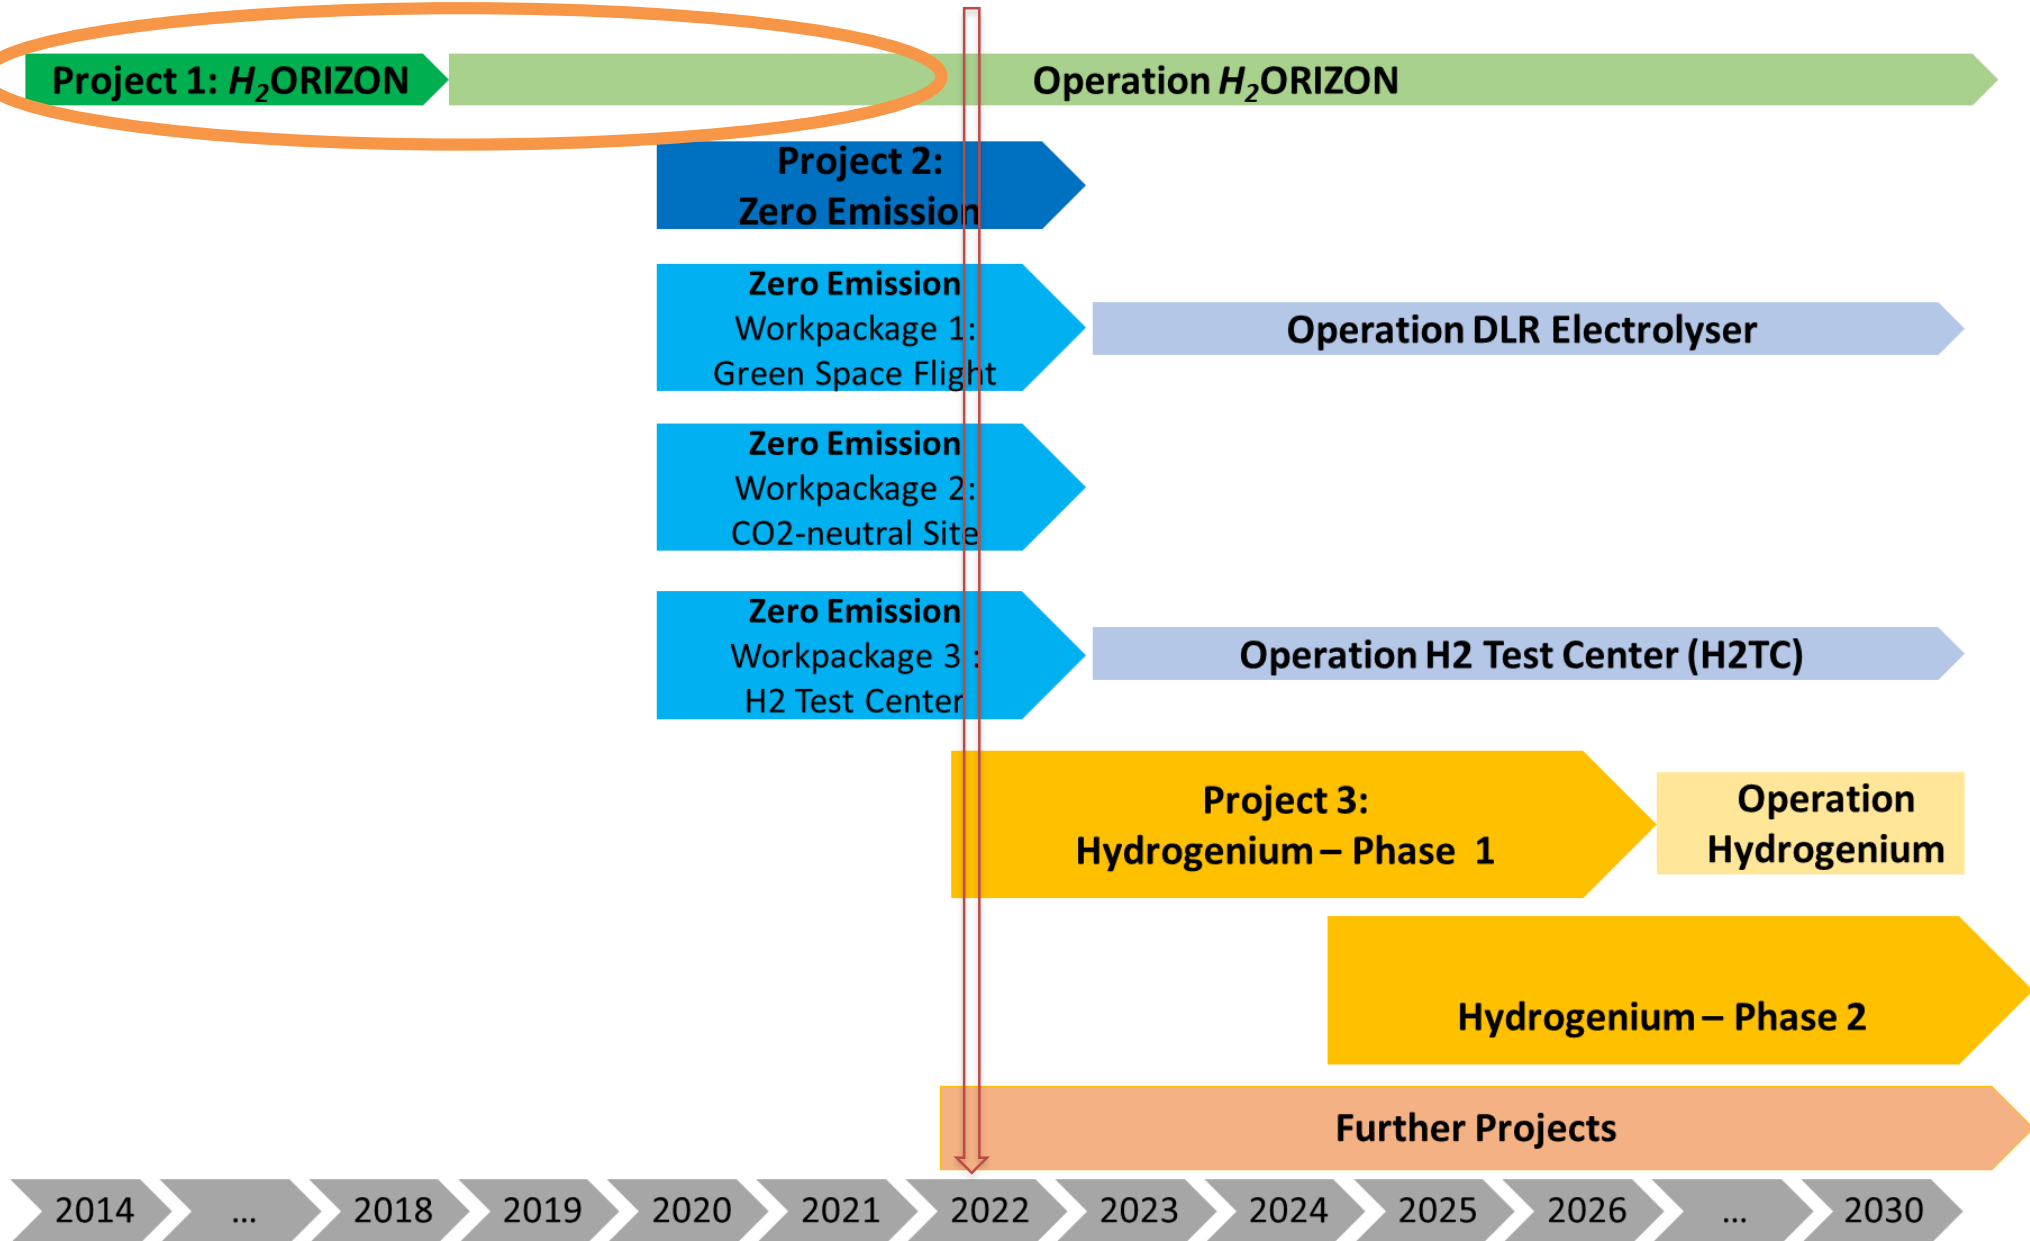 Project 1: H₂ORIZON
Operation H₂ORIZON
Project 2:
Zero Emission
Zero Emission
Workpackage 1:
Green Space Flight
Operation DLR Electrolyser
Zero Emission
Workpackage 2:
CO2-neutral Site
Zero Emission
Workpackage 3 :
H2 Test Center
Operation H2 Test Center (H2TC)
Project 3:
Hydrogenium – Phase 1
Operation
Hydrogenium
Hydrogenium – Phase 2
Further Projects
2014 ... 2018 2019 2020 2021 2022 2023 2024 2025 2026 ... 2030